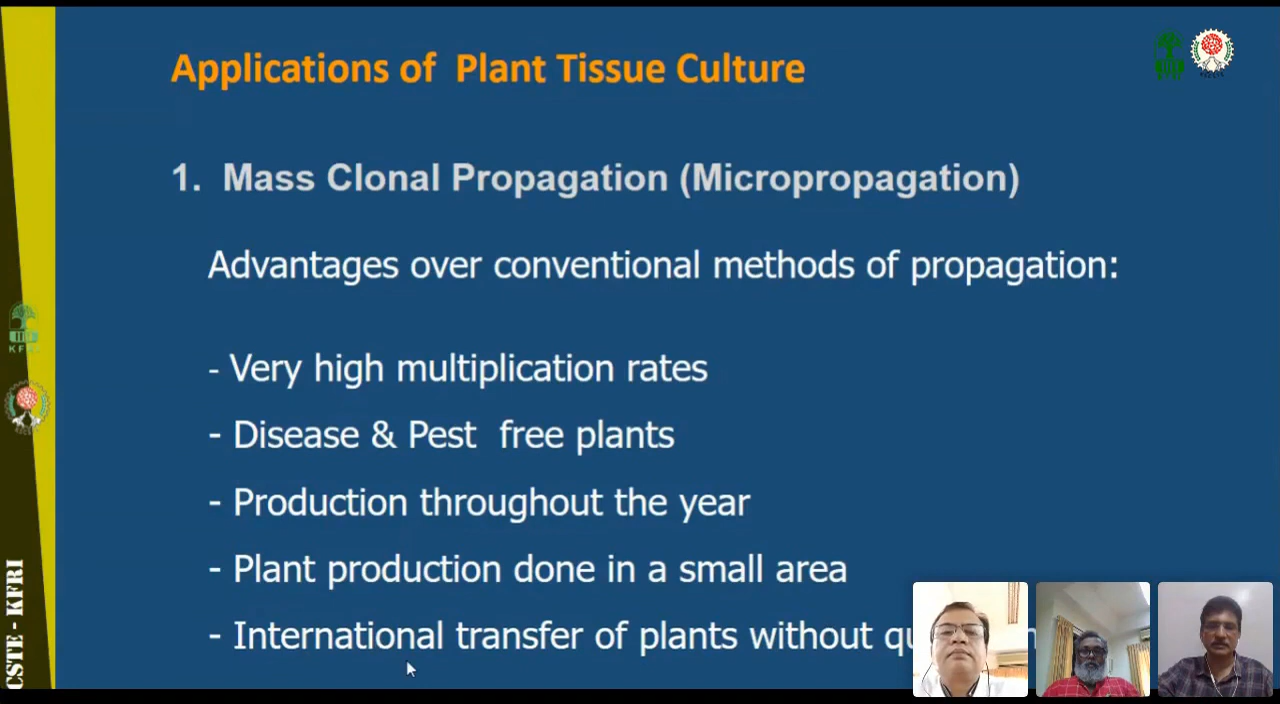 Applications of Plant Tissue Culture
1. Mass Clonal Propagation (Micropropagation)
Advantages over conventional methods of propagation:
- Very high multiplication rates
- Disease & Pest free plants
- Production throughout the year
- Plant production done in a small area
- International transfer of plants without
KFRI
CSTE - KFRI